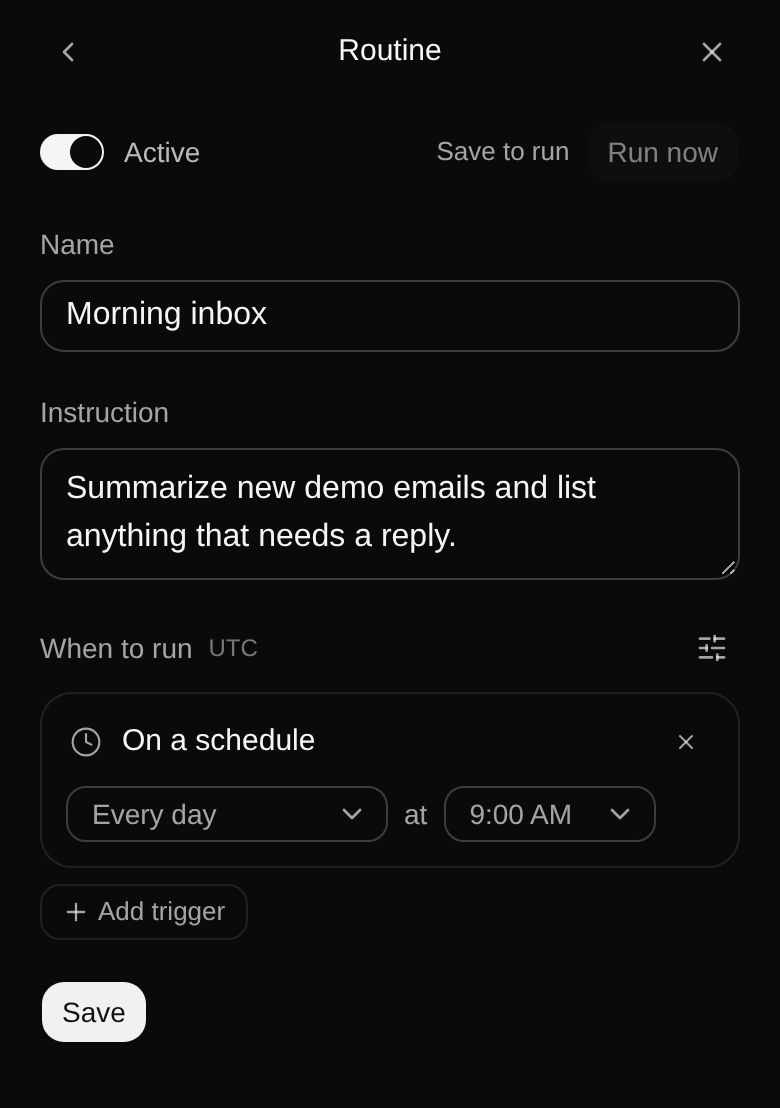 Routine
Active
Save to run
Run now
Name
Morning inbox
Instruction
Summarize new demo emails and list
anything that needs a reply.
When to run UTC
On a schedule
Every day at 9:00 AM
Add trigger
Save